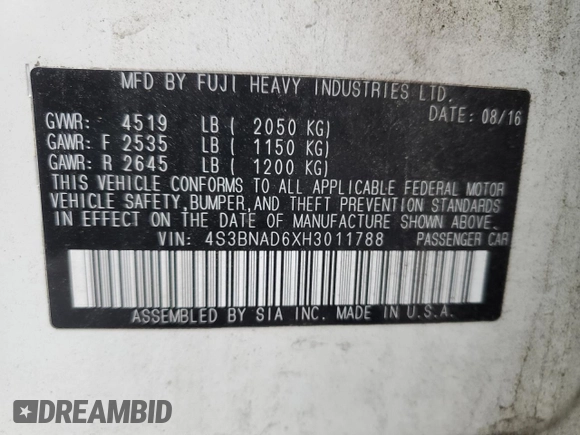 MFD BY FUJI HEAVY INDUSTRIES LTD.
DATE: 08/16
GVWR: 4519 LB ( 2050 KG)
GAWR: F 2535 LB ( 1150 KG)
GAWR: R 2645 LB ( 1200 KG)
THIS VEHICLE CONFORMS TO ALL APPLICABLE FEDERAL MOTOR
VEHICLE SAFETY, BUMPER, AND THEFT PREVENTION STANDARDS
IN EFFECT ON THE DATE OF MANUFACTURE SHOWN ABOVE.
VIN: 4S3BNAD6XH3011788 PASSENGER CAR
ASSEMBLED BY SIA INC. MADE IN U.S.A.
DREAMBID